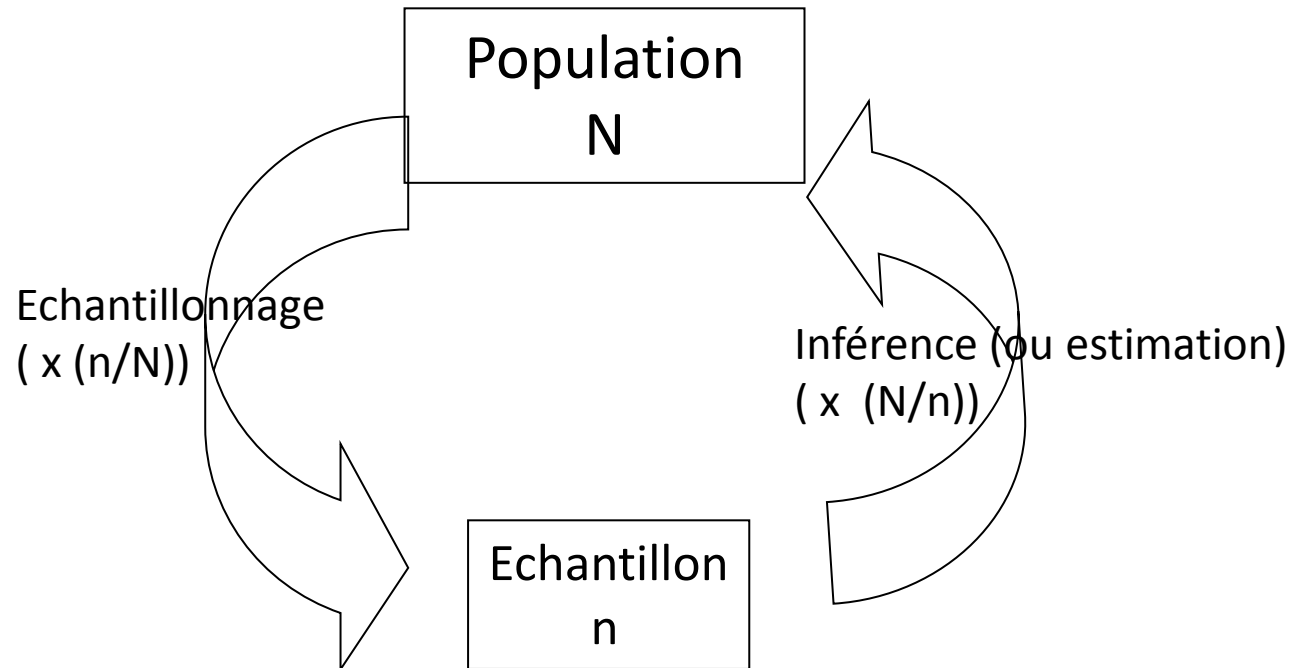 Population
N
Echantillonnage
( x (n/N))
Inférence (ou estimation)
( x  (N/n))
Echantillon
n